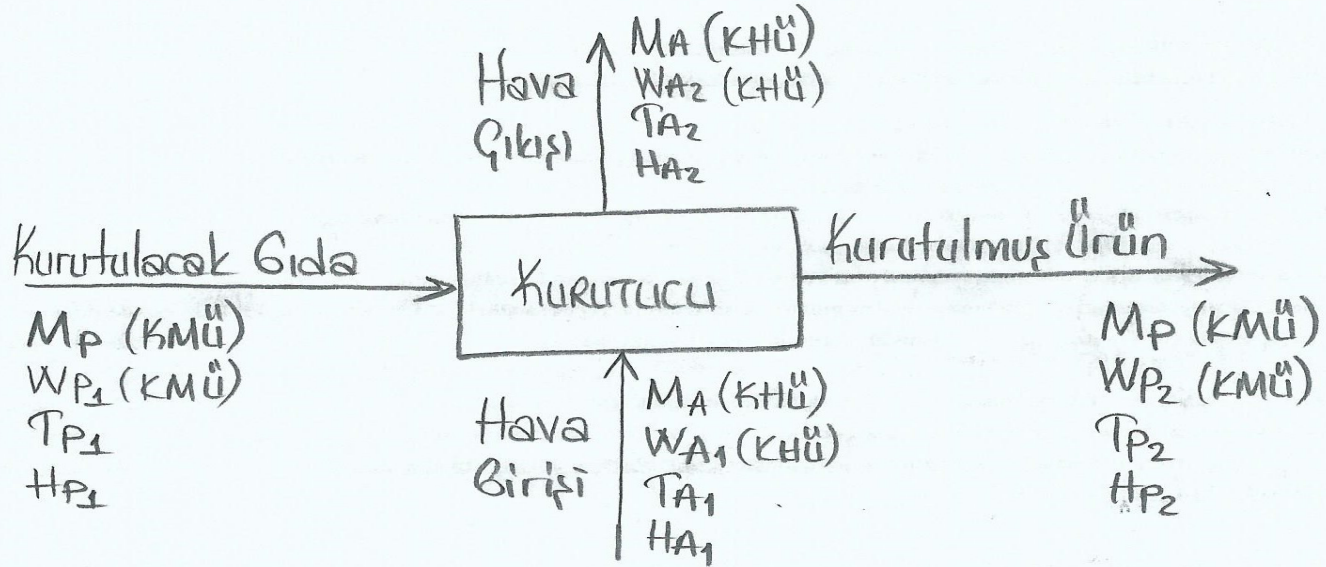 Hava
Çıkışı
MA (KHÜ)
WA2 (KHÜ)
TA2
HA2
Kurutulacak Gıda
MP (KMÜ)
WP1 (KMÜ)
TP1
HP1
KURUTUCU
Kurutulmuş Ürün
MP (KMÜ)
WP2 (KMÜ)
TP2
HP2
Hava
Girişi
MA (KHÜ)
WA1 (KHÜ)
TA1
HA1